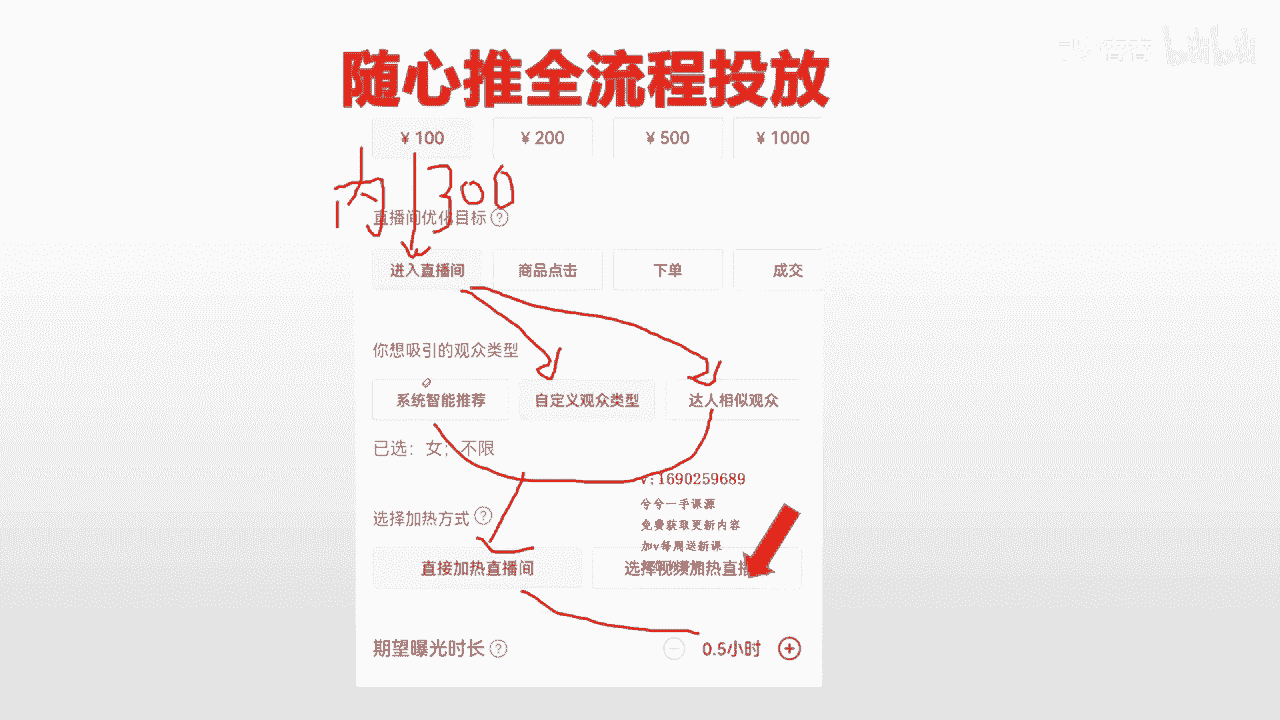 随心推全流程投放
¥ 100 ¥ 200 ¥ 500 ¥ 1000
内 300
直播间优化目标 ?
进入直播间 商品点击 下单 成交
你想吸引的观众类型
系统智能推荐 自定义观众类型 达人相似观众
已选：女；不限
v:1690259689
兮兮一手课源
选择加热方式 ?
免费获取更新内容
加v每周送新课
直接加热直播间 选择视频加热直播
期望曝光时长 ? 0.5小时
bilibili